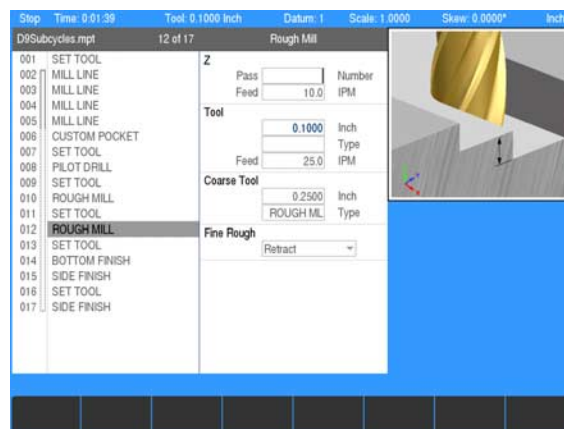 Stop Time: 0:01:39 Tool: 0.1000 Inch Datum: 1 Scale: 1.0000 Skew: 0.0000° Inch
D9Subcycles.mpt 12 of 17 Rough Mill
001 SET TOOL
002 MILL LINE
003 MILL LINE
004 MILL LINE
005 MILL LINE
006 CUSTOM POCKET
007 SET TOOL
008 PILOT DRILL
009 SET TOOL
010 ROUGH MILL
011 SET TOOL
012 ROUGH MILL
013 SET TOOL
014 BOTTOM FINISH
015 SIDE FINISH
016 SET TOOL
017 SIDE FINISH
Z
Pass Number
Feed 10.0 IPM
Tool
0.1000 Inch
Type
Feed 25.0 IPM
Coarse Tool
0.2500 Inch
ROUGH ML Type
Fine Rough
Retract